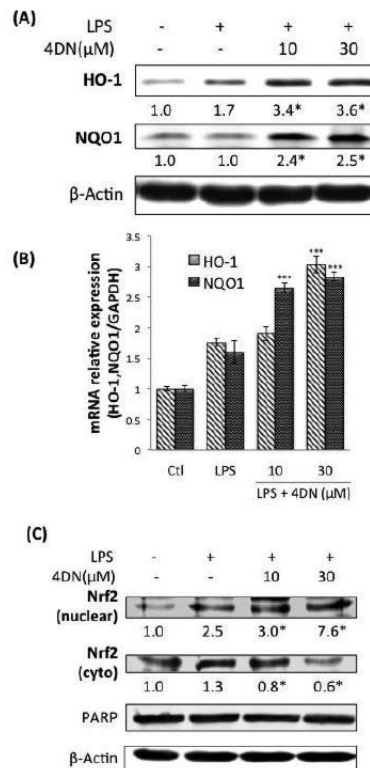 (A)
LPS - + + +
4DN(μM) - - 10 30
HO-1
1.0 1.7 3.4* 3.6*
NQO1
1.0 1.0 2.4* 2.5*
β-Actin
(B)
mRNA relative expression
(HO-1,NQO1/GAPDH)
3.5
3
2.5
2
1.5
1
0.5
0
HO-1
NQO1
***
***
***
Ctl LPS 10 30
LPS + 4DN (μM)
(C)
LPS - + + +
4DN(μM) - - 10 30
Nrf2
(nuclear)
1.0 2.5 3.0* 7.6*
Nrf2
(cyto)
1.0 1.3 0.8* 0.6*
PARP
β-Actin